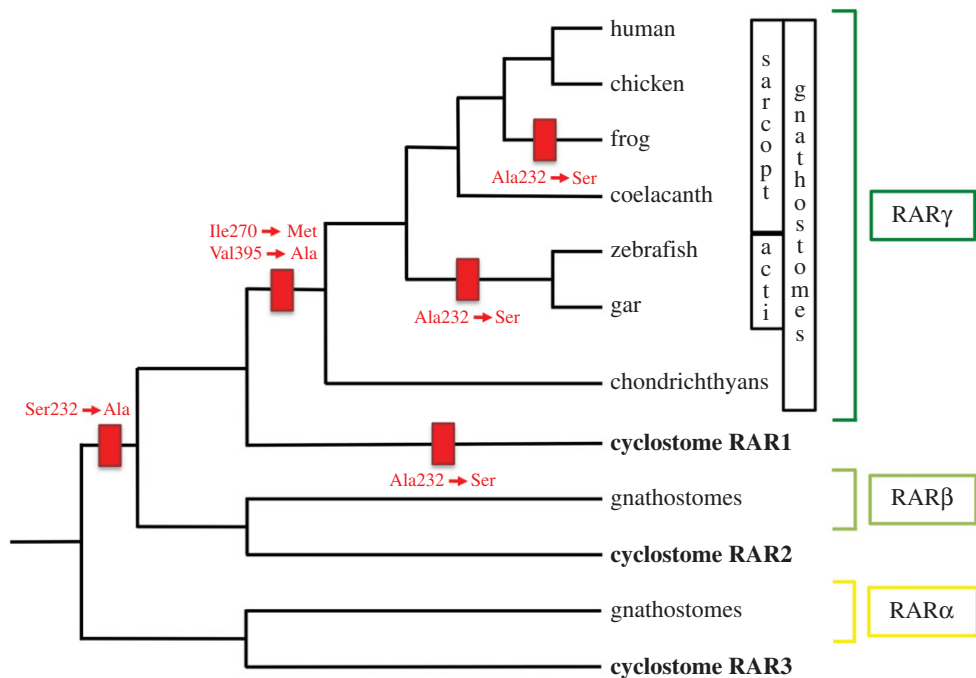 human
chicken
frog
Ala232 → Ser
coelacanth
Ile270 → Met
Val395 → Ala
zebrafish
gar
Ala232 → Ser
chondrichthyans
Ser232 → Ala
cyclostome RAR1
Ala232 → Ser
gnathostomes
cyclostome RAR2
gnathostomes
cyclostome RAR3
sarcopt
acti
gnathostomes
RARγ
RARβ
RARα